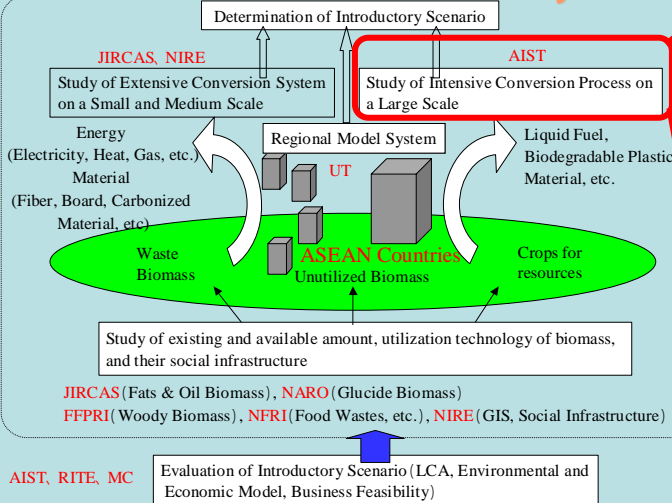 Determination of Introductory Scenario
JIRCAS, NIRE
AIST
Study of Extensive Conversion System
on a Small and Medium Scale
Study of Intensive Conversion Process on
a Large Scale
Energy
(Electricity, Heat, Gas, etc.)
Material
(Fiber, Board, Carbonized
Material, etc)
Regional Model System
UT
Liquid Fuel,
Biodegradable Plastic
Material, etc.
Waste
Biomass
ASEAN Countries
Unutilized Biomass
Crops for
resources
Study of existing and available amount, utilization technology of biomass,
and their social infrastructure
JIRCAS(Fats & Oil Biomass), NARO(Glucide Biomass)
FFPRI(Woody Biomass), NFRI(Food Wastes, etc.), NIRE(GIS, Social Infrastructure)
AIST、RITE、MC
Evaluation of Introductory Scenario(LCA, Environmental and
Economic Model, Business Feasibility)